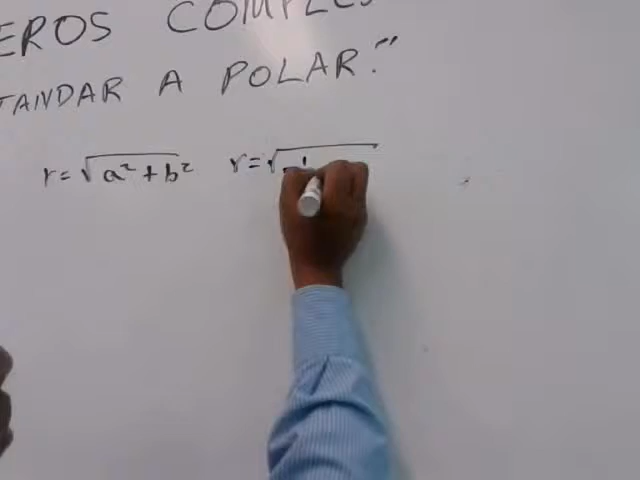 EROS COMPLE
TANDAR A POLAR."
r = √a² + b² r = √